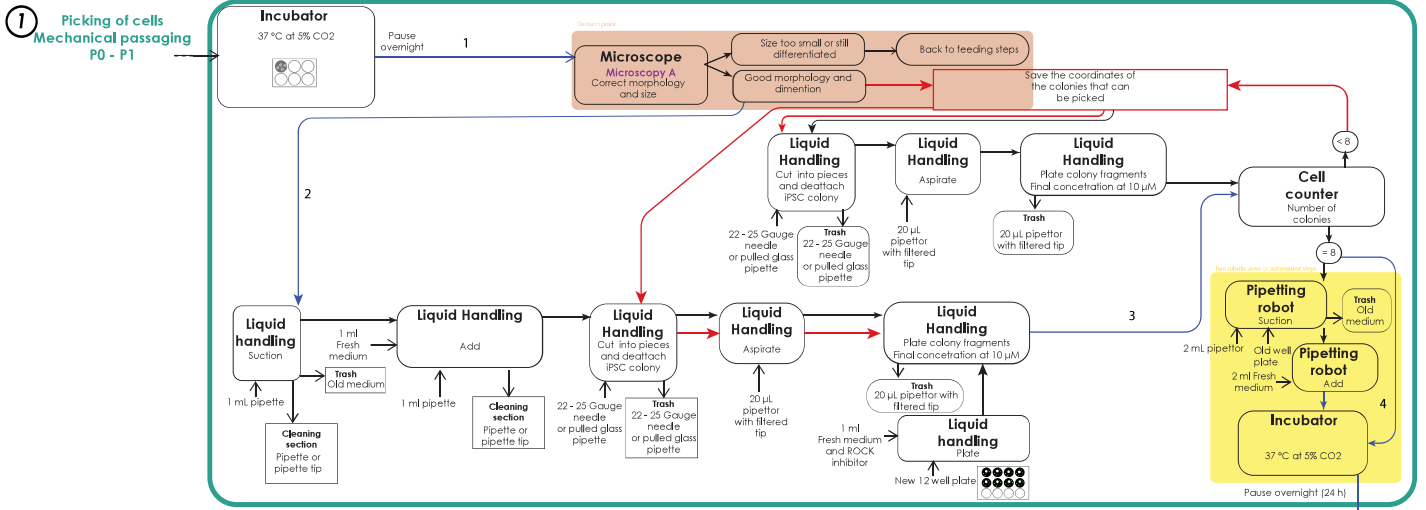 1
Picking of cells
Mechanical passaging
P0 - P1
Incubator
37 °C at 5% CO2
Pause
overnight
1
Microscope
Microscopy A
Correct morphology
and size
Size too small or still
differentiated
Back to feeding steps
Good morphology and
dimention
Save the coordinates of
the colonies that can
be picked
2
Liquid
Handling
Cut into pieces
and deattach
iPSC colony
22 - 25 Gauge
needle
or pulled glass
pipette
Trash
22 - 25 Gauge
needle
or pulled glass
pipette
Liquid
Handling
Aspirate
20 µL
pipettor
with filtered
tip
Liquid
Handling
Plate colony fragments
Final concetration at 10 µM
Trash
20 µL pipettor
with filtered tip
< 8
Cell
counter
Number of
colonies
= 8
Liquid
handling
Suction
1 mL pipette
Trash
Old medium
Cleaning
section
Pipette or
pipette tip
1 ml
Fresh
medium
Liquid Handling
Add
1 ml pipette
Cleaning
section
Pipette or
pipette tip
Liquid
Handling
Cut into pieces
and deattach
iPSC colony
22 - 25 Gauge
needle
or pulled glass
pipette
Trash
22 - 25 Gauge
needle
or pulled glass
pipette
Liquid
Handling
Aspirate
20 µL
pipettor
with filtered
tip
Liquid
Handling
Plate colony fragments
Final concetration at 10 µM
Trash
20 µL pipettor with
filtered tip
1 ml
Fresh medium
and ROCK
inhibitor
Liquid
handling
Plate
New 12 well plate
3
Pipetting
robot
Suction
Trash
Old
medium
2 mL pipettor
Old well
plate
Pipetting
robot
Add
2 ml Fresh
medium
4
Incubator
37 °C at 5% CO2
Pause overnight (24 h)